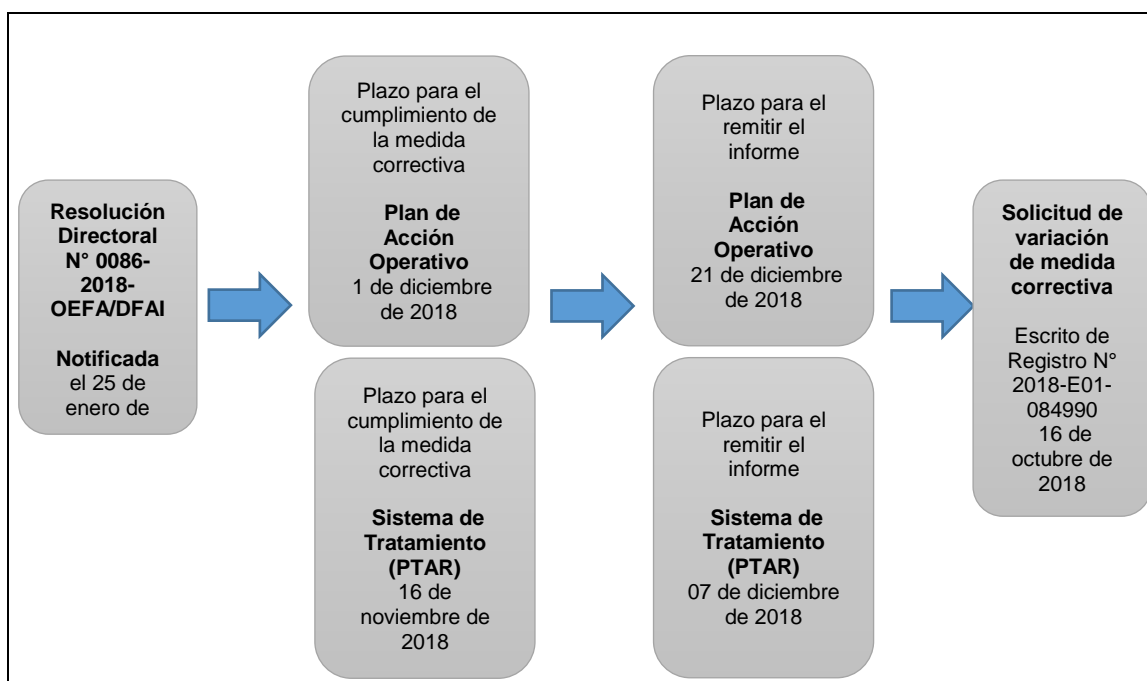 Resolución
Directoral
N° 0086-
2018-
OEFA/DFAI
Notificada
el 25 de
enero de
Plazo para el
cumplimiento de
la medida
correctiva
Plan de
Acción
Operativo
1 de diciembre
de 2018
Plazo para el
cumplimiento de
la medida
correctiva
Sistema de
Tratamiento
(PTAR)
16 de
noviembre de
2018
Plazo para el
remitir el
informe
Plan de
Acción
Operativo
21 de diciembre
de 2018
Plazo para el
remitir el
informe
Sistema de
Tratamiento
(PTAR)
07 de diciembre
de 2018
Solicitud de
variación
de medida
correctiva
Escrito de
Registro N°
2018-E01-
084990
16 de
octubre de
2018